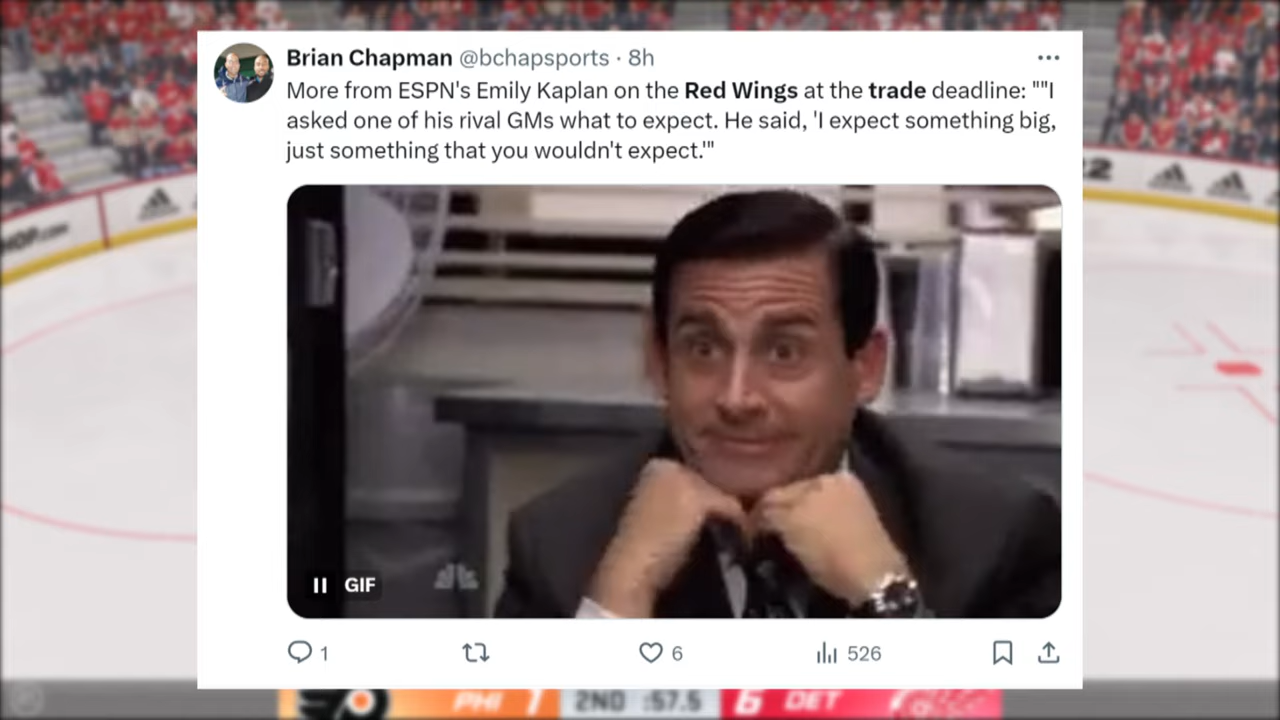 Brian Chapman @bchapsports · 8h
More from ESPN's Emily Kaplan on the Red Wings at the trade deadline: ""I
asked one of his rival GMs what to expect. He said, 'I expect something big,
just something that you wouldn't expect.'"
GIF
1
6
526
PHI 1 2ND :57.5 6 DET